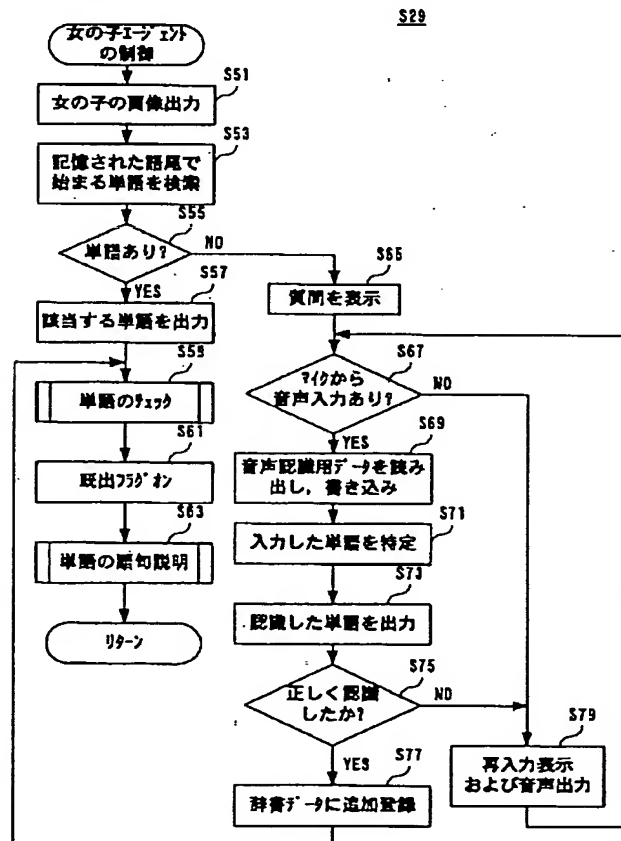 S29
女の子エージェント
の制御
S51
女の子の画像出力
S53
記憶された語尾で
始まる単語を検索
S55
単語あり?
NO
YES
S57
該当する単語を出力
S59
単語のチェック
S61
既出フラグオン
S63
単語の語句説明
リターン
S65
質問を表示
S67
マイクから
音声入力あり?
NO
YES
S69
音声認識用データを読み
出し,書き込み
S71
入力した単語を特定
S73
認識した単語を出力
S75
正しく認識
したか?
NO
YES
S77
辞書データに追加登録
S79
再入力表示
および音声出力